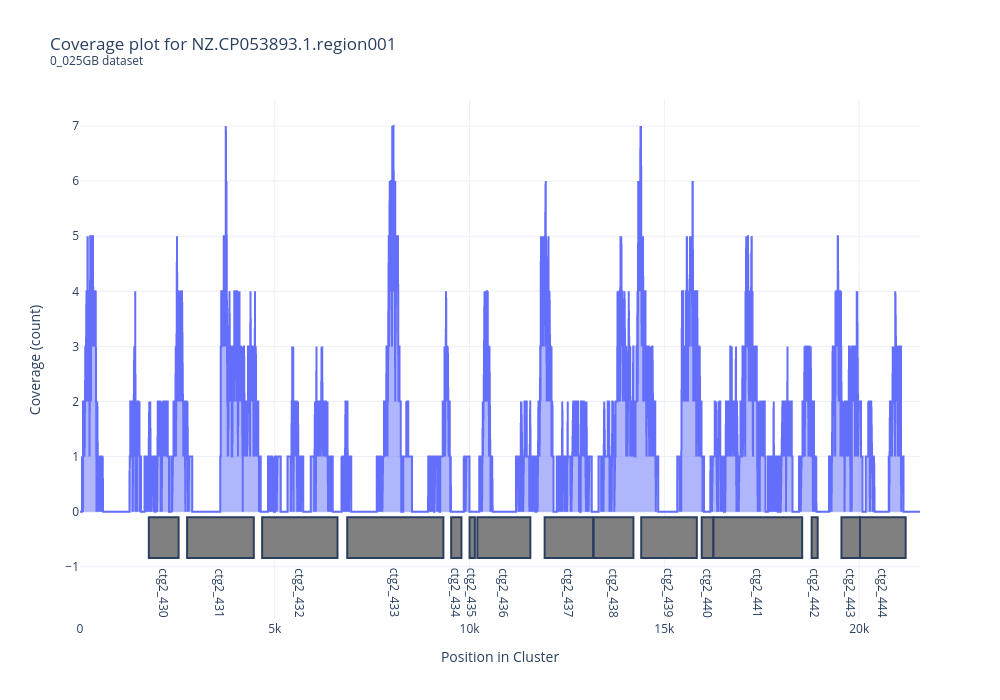 Coverage plot for NZ.CP053893.1.region001
0_025GB dataset
Coverage (count)
7
6
5
4
3
2
1
0
−1
ctg2_430
ctg2_431
ctg2_432
ctg2_433
ctg2_434
ctg2_435
ctg2_436
ctg2_437
ctg2_438
ctg2_439
ctg2_440
ctg2_441
ctg2_442
ctg2_443
ctg2_444
0
5k
10k
15k
20k
Position in Cluster